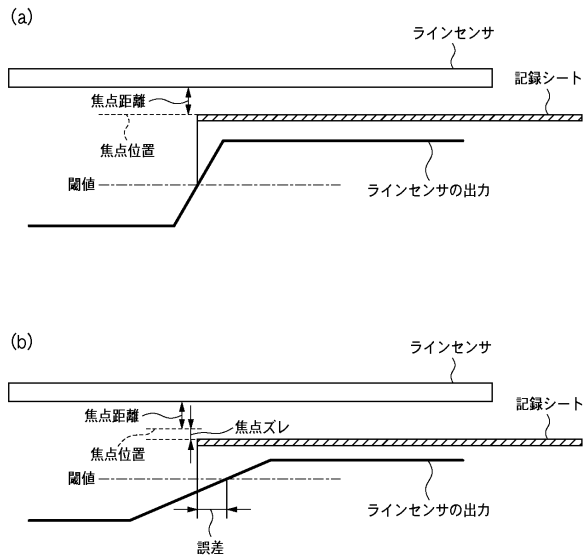 (a)
ラインセンサ
焦点距離
記録シート
焦点位置
閾値
ラインセンサの出力
(b)
ラインセンサ
焦点距離
焦点ズレ
記録シート
焦点位置
閾値
ラインセンサの出力
誤差